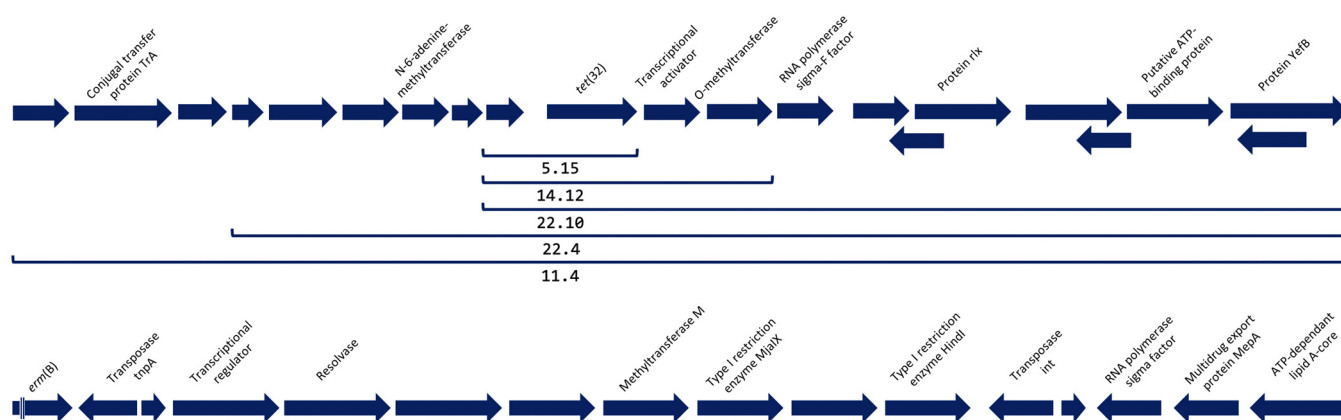 Conjugal transfer
protein TrA
N-6-adenine-
methyltransferase
tet(32)
Transcriptional
activator
O-methyltransferase
RNA polymerase
sigma-F factor
Protein rlx
Putative ATP-
binding protein
Protein YefB
5.15
14.12
22.10
22.4
11.4
erm(B)
Transposase
tnpA
Transcriptional
regulator
Resolvase
Methyltransferase M
Type I restriction
enzyme MjaIX
Type I restriction
enzyme HindI
Transposase
int
RNA polymerase
sigma factor
Multidrug export
protein MepA
ATP-dependant
lipid A-core